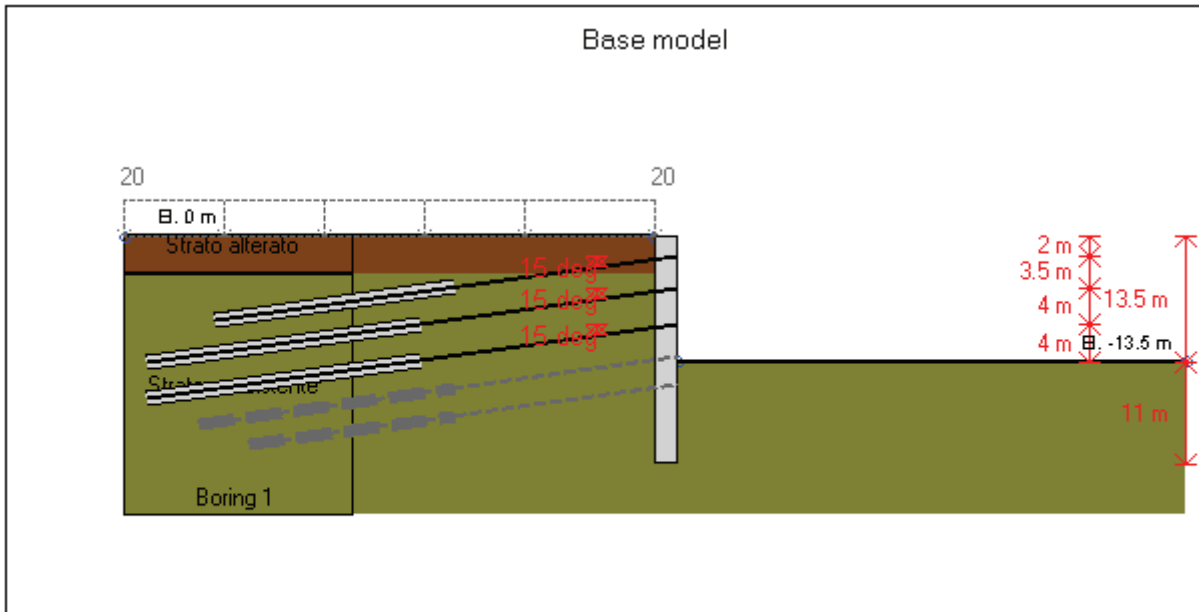 Base model
20 20
El. 0 m
Strato alterato
2 m
15 deg
3.5 m
15 deg
4 m
13.5 m
15 deg
4 m
El. -13.5 m
Strato
11 m
Boring 1